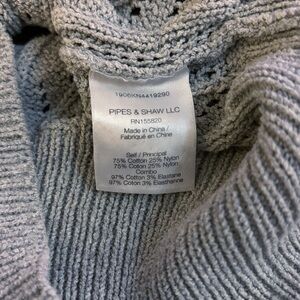 1906KN4419290
PIPES & SHAW LLC
RN155820
Made in China /
Fabriqué en Chine
Self / Principal
75% Cotton 25% Nylon
75% Coton 25% Nylon
Combo
97% Cotton 3% Elastane
97% Coton 3% Elasthanne